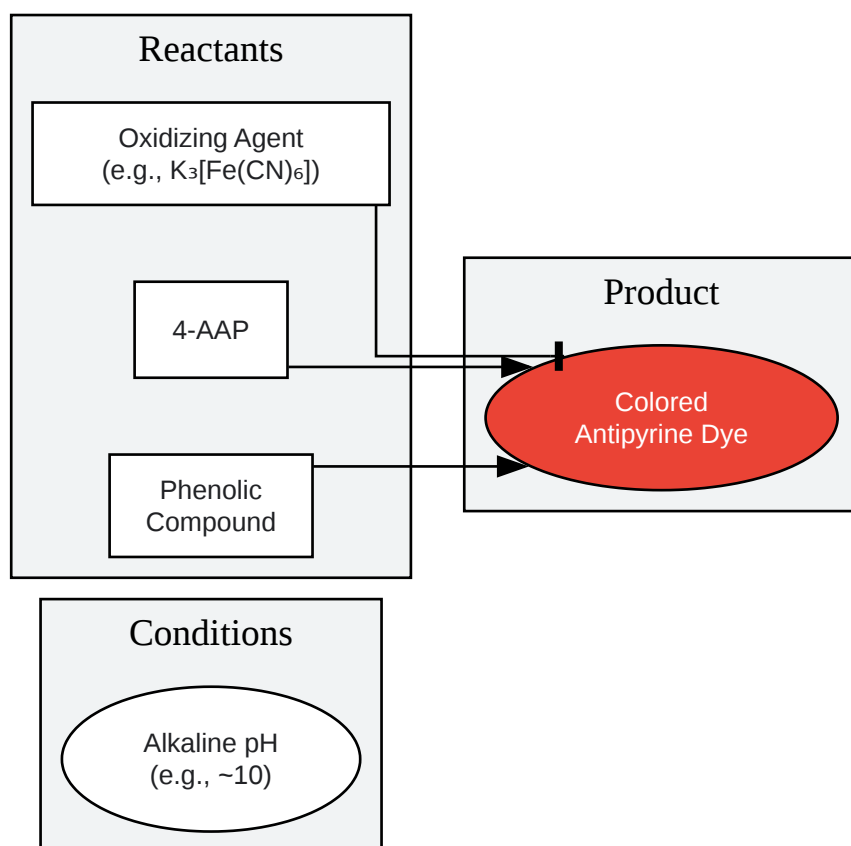 Reactants
Oxidizing Agent
(e.g., K₃[Fe(CN)₆])
4-AAP
Phenolic
Compound
Product
Colored
Antipyrine Dye
Conditions
Alkaline pH
(e.g., ~10)